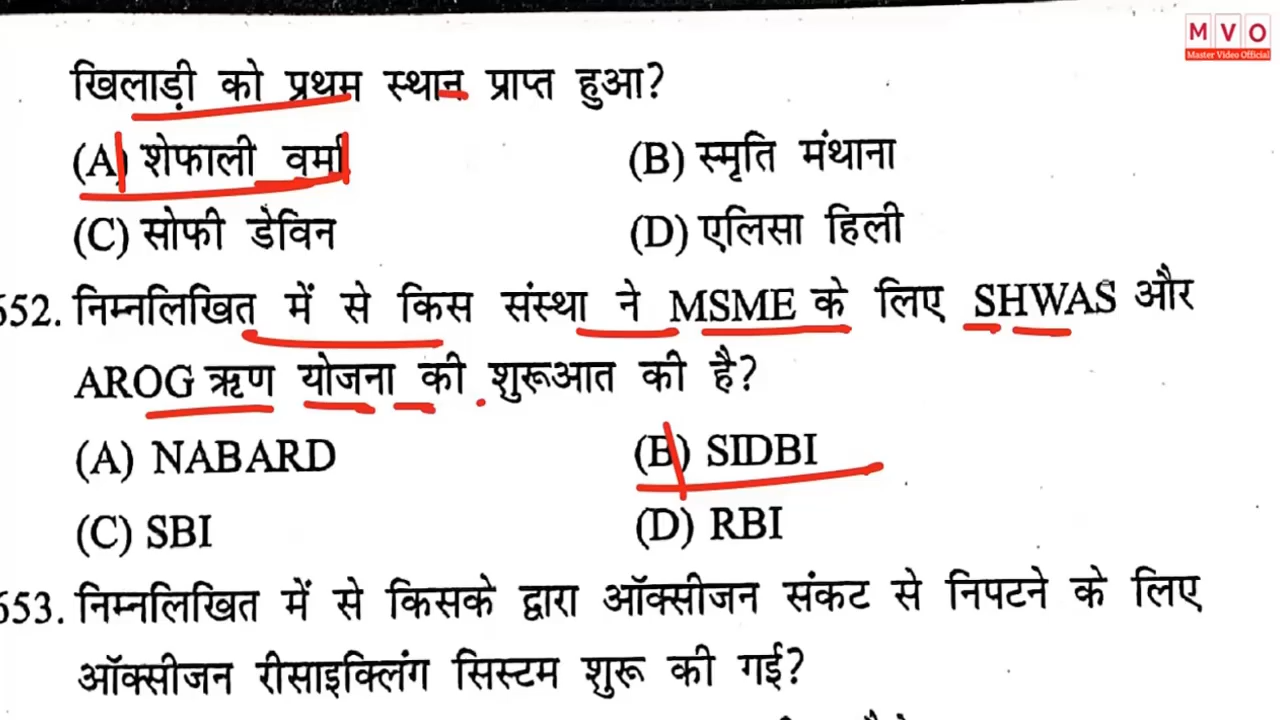 M V O
Master Video Official
खिलाड़ी को प्रथम स्थान प्राप्त हुआ?
(A) शेफाली वर्मा (B) स्मृति मंधाना
(C) सोफी डेविन (D) एलिसा हिली
652. निम्नलिखित में से किस संस्था ने MSME के लिए SHWAS और
AROG ऋण योजना की शुरूआत की है?
(A) NABARD (B) SIDBI
(C) SBI (D) RBI
653. निम्नलिखित में से किसके द्वारा ऑक्सीजन संकट से निपटने के लिए
ऑक्सीजन रीसाइक्लिंग सिस्टम शुरू की गई?